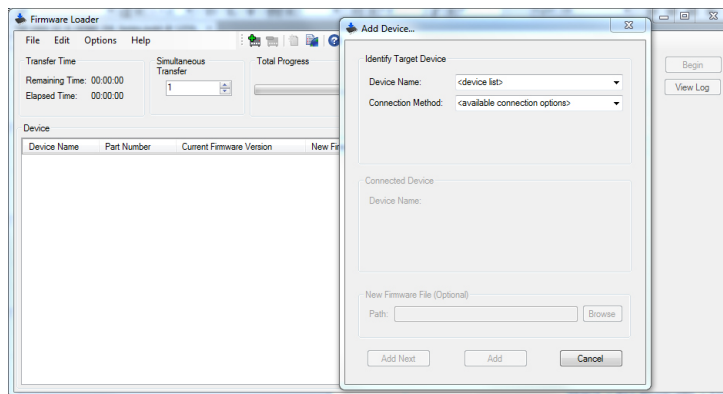 Firmware Loader
File Edit Options Help
Transfer Time
Remaining Time: 00:00:00
Elapsed Time: 00:00:00
Simultaneous
Transfer
1
Total Progress
Begin
View Log
Device
Device Name Part Number Current Firmware Version New Fir
Add Device...
Identify Target Device
Device Name: <device list>
Connection Method: <available connection options>
Connected Device
Device Name:
New Firmware File (Optional)
Path: Browse
Add Next Add Cancel